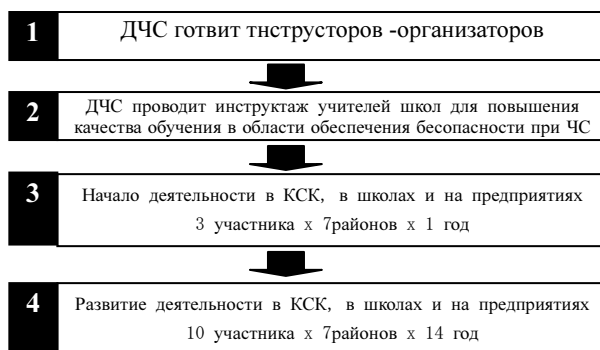 1
ДЧС готвит тнструсторов -организаторов
2
ДЧС проводит инструктаж учителей школ для повышения
качества обучения в области обеспечения бесопасности при ЧС
3
Начало деятельности в КСК, в школах и на предприятиях
3 участника x 7районов x 1 год
4
Развитие деятельности в КСК, в школах и на предприятиях
10 участника x 7районов x 14 год